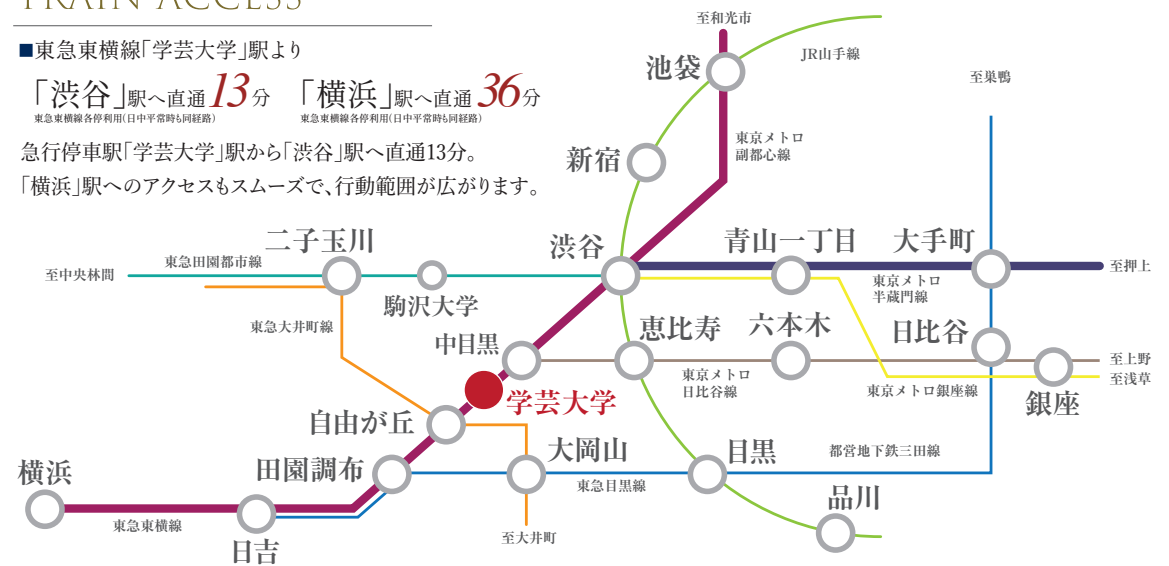 TRAIN ACCESS
■東急東横線「学芸大学」駅より
「渋谷」駅へ直通13分
東急東横線各停利用(日中平常時も同経路)
「横浜」駅へ直通36分
東急東横線各停利用(日中平常時も同経路)
急行停車駅「学芸大学」駅から「渋谷」駅へ直通13分。
「横浜」駅へのアクセスもスムーズで、行動範囲が広がります。
至和光市
池袋
JR山手線
至巣鴨
東京メトロ
副都心線
新宿
二子玉川
渋谷
青山一丁目
大手町
至中央林間
東急田園都市線
至押上
駒沢大学
東京メトロ
半蔵門線
東急大井町線
中目黒
恵比寿
六本木
日比谷
至上野
至浅草
東京メトロ
日比谷線
東京メトロ銀座線
銀座
学芸大学
自由が丘
田園調布
大岡山
目黒
都営地下鉄三田線
東急目黒線
横浜
東急東横線
日吉
至大井町
品川